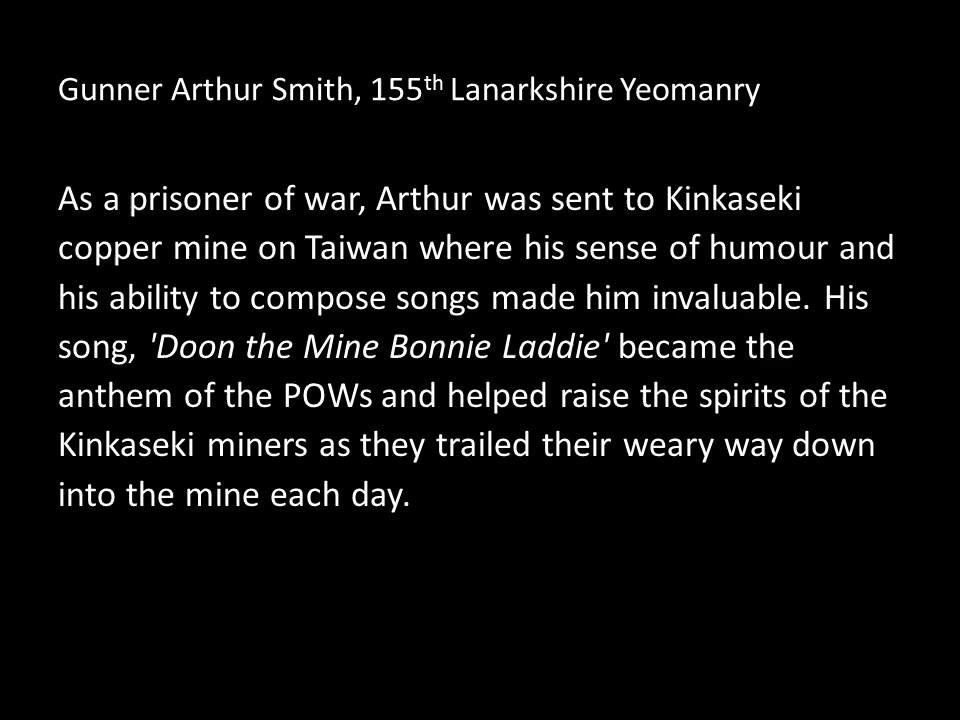 Gunner Arthur Smith, 155th Lanarkshire Yeomanry
As a prisoner of war, Arthur was sent to Kinkaseki
copper mine on Taiwan where his sense of humour and
his ability to compose songs made him invaluable. His
song, 'Doon the Mine Bonnie Laddie' became the
anthem of the POWs and helped raise the spirits of the
Kinkaseki miners as they trailed their weary way down
into the mine each day.